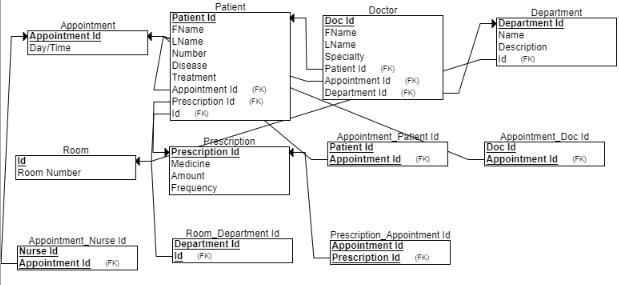 Appointment
Appointment Id
Day/Time
Patient
Patient Id
FName
LName
Number
Disease
Treatment
Appointment Id (FK)
Prescription Id (FK)
Id (FK)
Doctor
Doc Id
FName
LName
Specialty
Patient Id (FK)
Appointment Id (FK)
Department Id (FK)
Department
Department Id
Name
Description
Id (FK)
Room
Id
Room Number
Prescription
Prescription Id
Medicine
Amount
Frequency
Appointment_Patient Id
Patient Id
Appointment Id (FK)
Appointment_Doc Id
Doc Id
Appointment Id (FK)
Appointment_Nurse Id
Nurse Id
Appointment Id (FK)
Room_Department Id
Department Id
Id (FK)
Prescription_Appointment Id
Appointment Id
Prescription Id (FK)